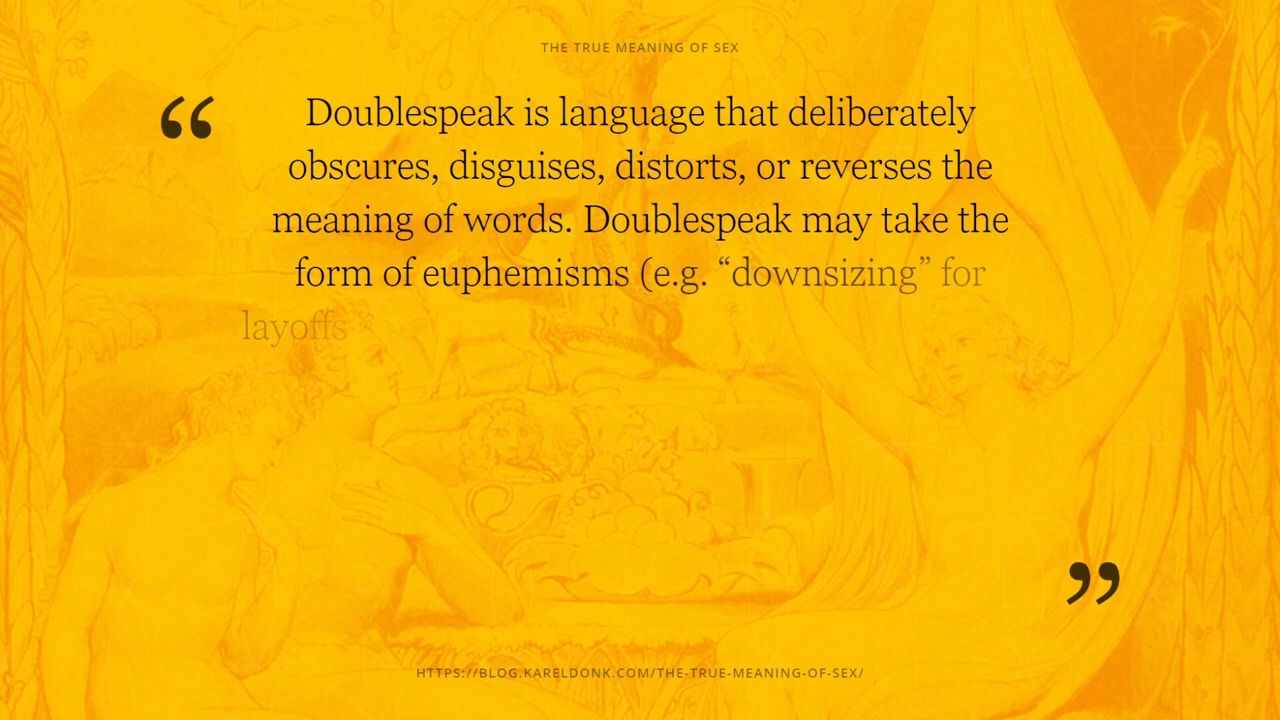 THE TRUE MEANING OF SEX
“
Doublespeak is language that deliberately
obscures, disguises, distorts, or reverses the
meaning of words. Doublespeak may take the
form of euphemisms (e.g. “downsizing” for
layoffs
”
HTTPS://BLOG.KARELDONK.COM/THE-TRUE-MEANING-OF-SEX/